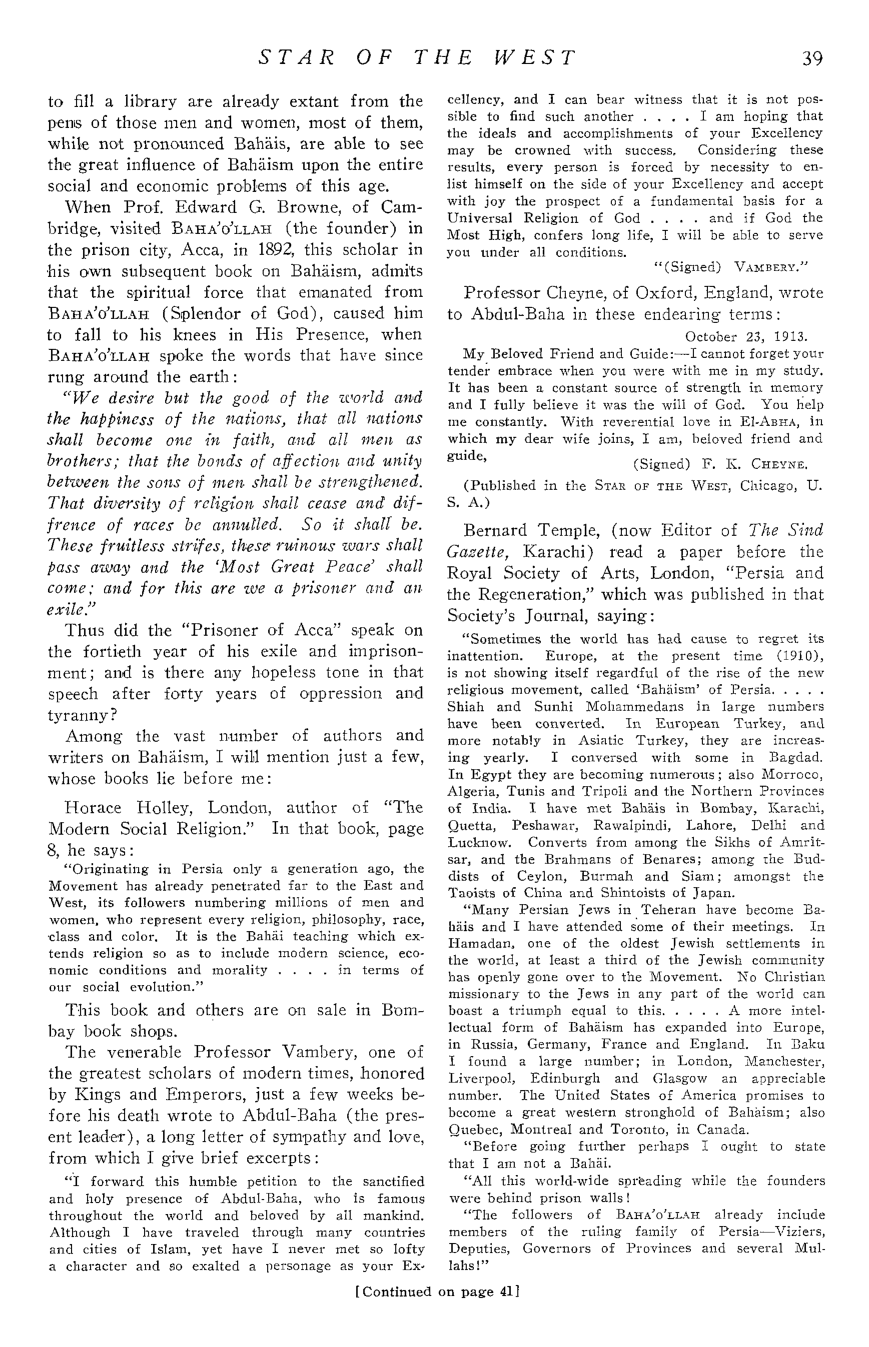 STAR OF THE WEST 39
to fill a library are already extant from the
pens of those men and women, most of them,
while not pronounced Bahäis, are able to see
the great influence of Bahäism upon the entire
social and economic problems of this age.
When Prof. Edward G. Browne, of Cam-
bridge, visited BAHA'O'LLAH (the founder) in
the prison city, Acca, in 1892, this scholar in
his own subsequent book on Bahäism, admits
that the spiritual force that emanated from
BAHA'O'LLAH (Splendor of God), caused him
to fall to his knees in His Presence, when
BAHA'O'LLAH spoke the words that have since
rung around the earth:
"We desire but the good of the world and
the happiness of the nations, that all nations
shall become one in faith, and all men as
brothers; that the bonds of affection and unity
between the sons of men shall be strengthened.
That diversity of religion shall cease and dif-
frence of races be annulled. So it shall be.
These fruitless strifes, these ruinous wars shall
pass away and the 'Most Great Peace' shall
come; and for this are we a prisoner and an
exile."
Thus did the "Prisoner of Acca" speak on
the fortieth year of his exile and imprison-
ment; and is there any hopeless tone in that
speech after forty years of oppression and
tyranny?
Among the vast number of authors and
writers on Bahäism, I will mention just a few,
whose books lie before me:
Horace Holley, London, author of "The
Modern Social Religion." In that book, page
8, he says:
"Originating in Persia only a generation ago, the
Movement has already penetrated far to the East and
West, its followers numbering millions of men and
women, who represent every religion, philosophy, race,
class and color. It is the Bahäi teaching which ex-
tends religion so as to include modern science, eco-
nomic conditions and morality . . . . in terms of
our social evolution."
This book and others are on sale in Bom-
bay book shops.
The venerable Professor Vambery, one of
the greatest scholars of modern times, honored
by Kings and Emperors, just a few weeks be-
fore his death wrote to Abdul-Baha (the pres-
ent leader), a long letter of sympathy and love,
from which I give brief excerpts:
"I forward this humble petition to the sanctified
and holy presence of Abdul-Baha, who is famous
throughout the world and beloved by all mankind.
Although I have traveled through many countries
and cities of Islam, yet have I never met so lofty
a character and so exalted a personage as your Ex-
cellency, and I can bear witness that it is not pos-
sible to find such another . . . . I am hoping that
the ideals and accomplishments of your Excellency
may be crowned with success. Considering these
results, every person is forced by necessity to en-
list himself on the side of your Excellency and accept
with joy the prospect of a fundamental basis for a
Universal Religion of God . . . . and if God the
Most High, confers long life, I will be able to serve
you under all conditions.
"(Signed) VAMBERY."
Professor Cheyne, of Oxford, England, wrote
to Abdul-Baha in these endearing terms:
October 23, 1913.
My Beloved Friend and Guide:—I cannot forget your
tender embrace when you were with me in my study.
It has been a constant source of strength in memory
and I fully believe it was the will of God. You help
me constantly. With reverential love in El-ABHA, in
which my dear wife joins, I am, beloved friend and
guide,
(Signed) F. K. CHEYNE.
(Published in the STAR OF THE WEST, Chicago, U.
S. A.)
Bernard Temple, (now Editor of The Sind
Gazette, Karachi) read a paper before the
Royal Society of Arts, London, "Persia and
the Regeneration," which was published in that
Society's Journal, saying:
"Sometimes the world has had cause to regret its
inattention. Europe, at the present time (1910),
is not showing itself regardful of the rise of the new
religious movement, called 'Bahäism' of Persia. . . . .
Shiah and Sunhi Mohammedans in large numbers
have been converted. In European Turkey, and
more notably in Asiatic Turkey, they are increas-
ing yearly. I conversed with some in Bagdad.
In Egypt they are becoming numerous; also Morroco,
Algeria, Tunis and Tripoli and the Northern Provinces
of India. I have met Bahäis in Bombay, Karachi,
Quetta, Peshawar, Rawalpindi, Lahore, Delhi and
Lucknow. Converts from among the Sikhs of Amrit-
sar, and the Brahmans of Benares; among the Bud-
dists of Ceylon, Burmah and Siam; amongst the
Taoists of China and Shintoists of Japan.
"Many Persian Jews in Teheran have become Ba-
häis and I have attended some of their meetings. In
Hamadan, one of the oldest Jewish settlements in
the world, at least a third of the Jewish community
has openly gone over to the Movement. No Christian
missionary to the Jews in any part of the world can
boast a triumph equal to this. . . . . A more intel-
lectual form of Bahäism has expanded into Europe,
in Russia, Germany, France and England. In Baku
I found a large number; in London, Manchester,
Liverpool, Edinburgh and Glasgow an appreciable
number. The United States of America promises to
become a great western stronghold of Bahäism; also
Quebec, Montreal and Toronto, in Canada.
"Before going further perhaps I ought to state
that I am not a Bahäi.
"All this world-wide spreading while the founders
were behind prison walls!
"The followers of BAHA'O'LLAH already include
members of the ruling family of Persia—Viziers,
Deputies, Governors of Provinces and several Mul-
lahs!"
[Continued on page 41]